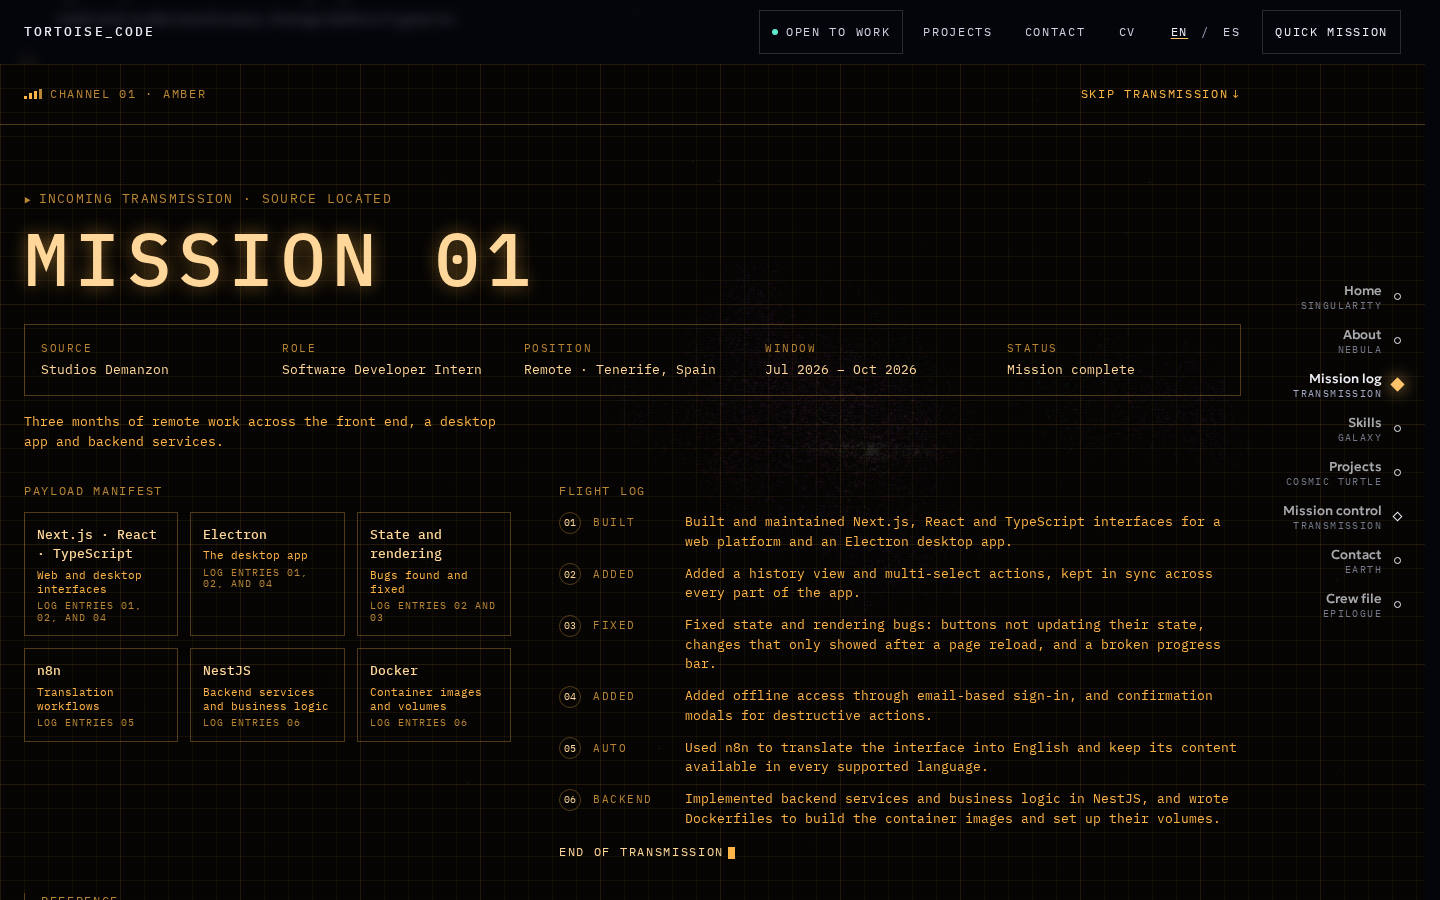 TORTOISE_CODE
OPEN TO WORK
PROJECTS
CONTACT
CV
EN / ES
QUICK MISSION
CHANNEL 01 · AMBER
SKIP TRANSMISSION ↓
▸ INCOMING TRANSMISSION · SOURCE LOCATED
MISSION 01
SOURCE
Studios Demanzon
ROLE
Software Developer Intern
POSITION
Remote · Tenerife, Spain
WINDOW
Jul 2026 – Oct 2026
STATUS
Mission complete
Three months of remote work across the front end, a desktop
app and backend services.
PAYLOAD MANIFEST
Next.js · React
· TypeScript
Web and desktop
interfaces
LOG ENTRIES 01,
02, AND 04
Electron
The desktop app
LOG ENTRIES 01,
02, AND 04
State and
rendering
Bugs found and
fixed
LOG ENTRIES 02 AND
03
n8n
Translation
workflows
LOG ENTRIES 05
NestJS
Backend services
and business logic
LOG ENTRIES 06
Docker
Container images
and volumes
LOG ENTRIES 06
FLIGHT LOG
01 BUILT
Built and maintained Next.js, React and TypeScript interfaces for a
web platform and an Electron desktop app.
02 ADDED
Added a history view and multi-select actions, kept in sync across
every part of the app.
03 FIXED
Fixed state and rendering bugs: buttons not updating their state,
changes that only showed after a page reload, and a broken progress
bar.
04 ADDED
Added offline access through email-based sign-in, and confirmation
modals for destructive actions.
05 AUTO
Used n8n to translate the interface into English and keep its content
available in every supported language.
06 BACKEND
Implemented backend services and business logic in NestJS, and wrote
Dockerfiles to build the container images and set up their volumes.
END OF TRANSMISSION
Home
SINGULARITY
About
NEBULA
Mission log
TRANSMISSION
Skills
GALAXY
Projects
COSMIC TURTLE
Mission control
TRANSMISSION
Contact
EARTH
Crew file
EPILOGUE